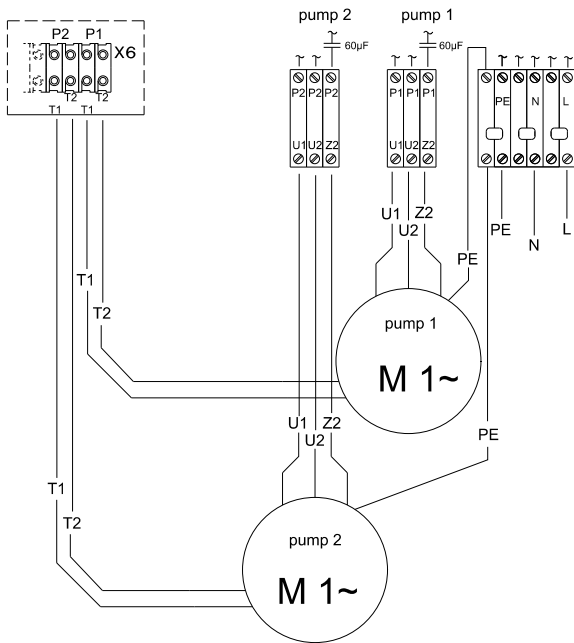 pump 2
pump 1
P2 P1
X6
60µF
60µF
P2 P2 P2
P1 P1 P1
PE N L
T2 T2
T1 T1
U1 U2 Z2
U1 U2 Z2
U1 Z2
U2
PE
L
N
PE
T1
T2
pump 1
M 1~
U1 Z2
U2
PE
T1
T2
pump 2
M 1~